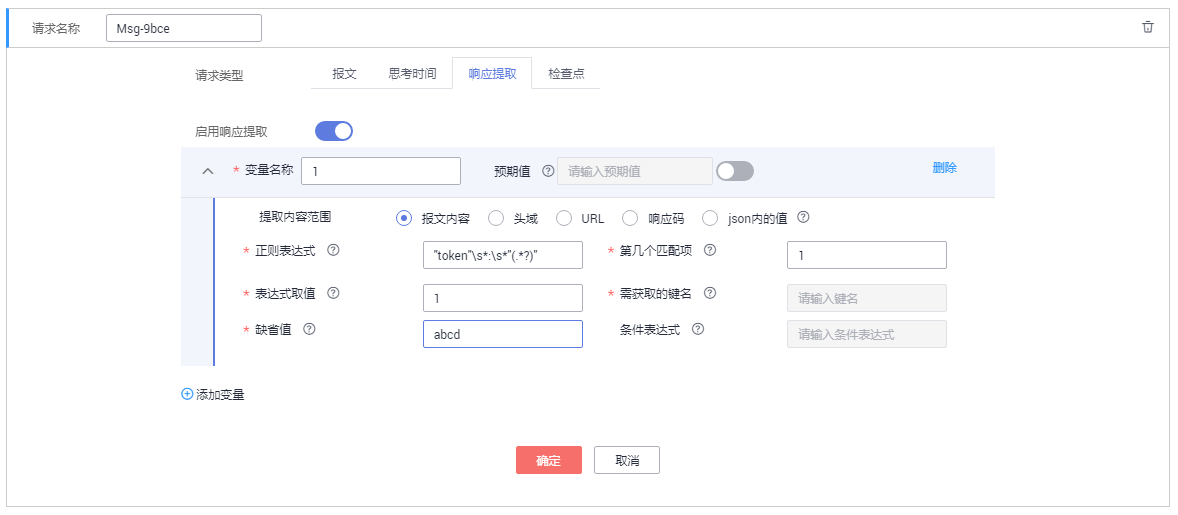 请求名称 Msg-9bce
请求类型 报文 思考时间 响应提取 检查点
启用响应提取
* 变量名称 1 预期值 ? 请输入预期值 删除
提取内容范围 报文内容 头域 URL 响应码 json内的值 ?
* 正则表达式 ? "token"\s*:\s*"(.*?)" * 第几个匹配项 ? 1
* 表达式取值 ? 1 * 需获取的键名 ? 请输入键名
* 缺省值 ? abcd 条件表达式 ? 请输入条件表达式
添加变量
确定 取消